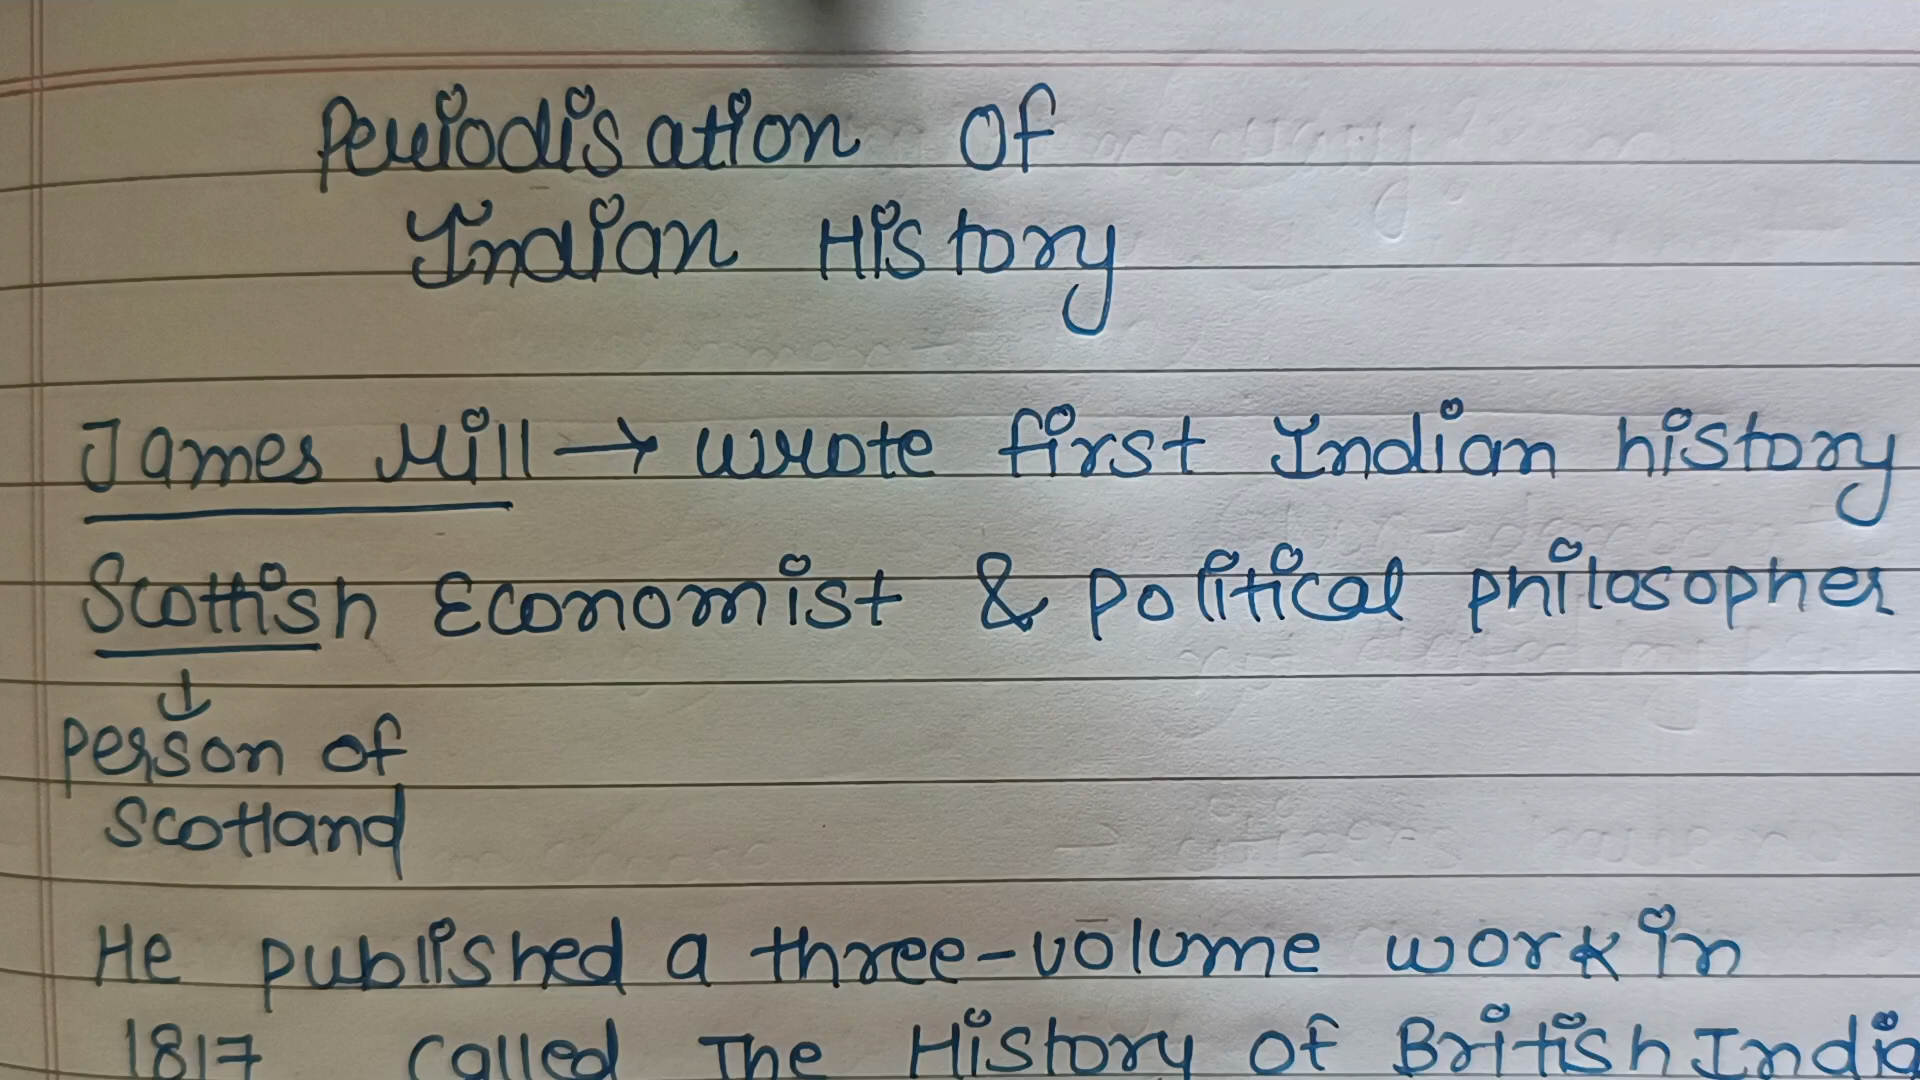 Periodisation Of
Indian History
James Mill → wrote first Indian history
Scottish Economist & political philosopher
↓
person of
Scotland
He published a three-volume work in
1817 called The History of British India